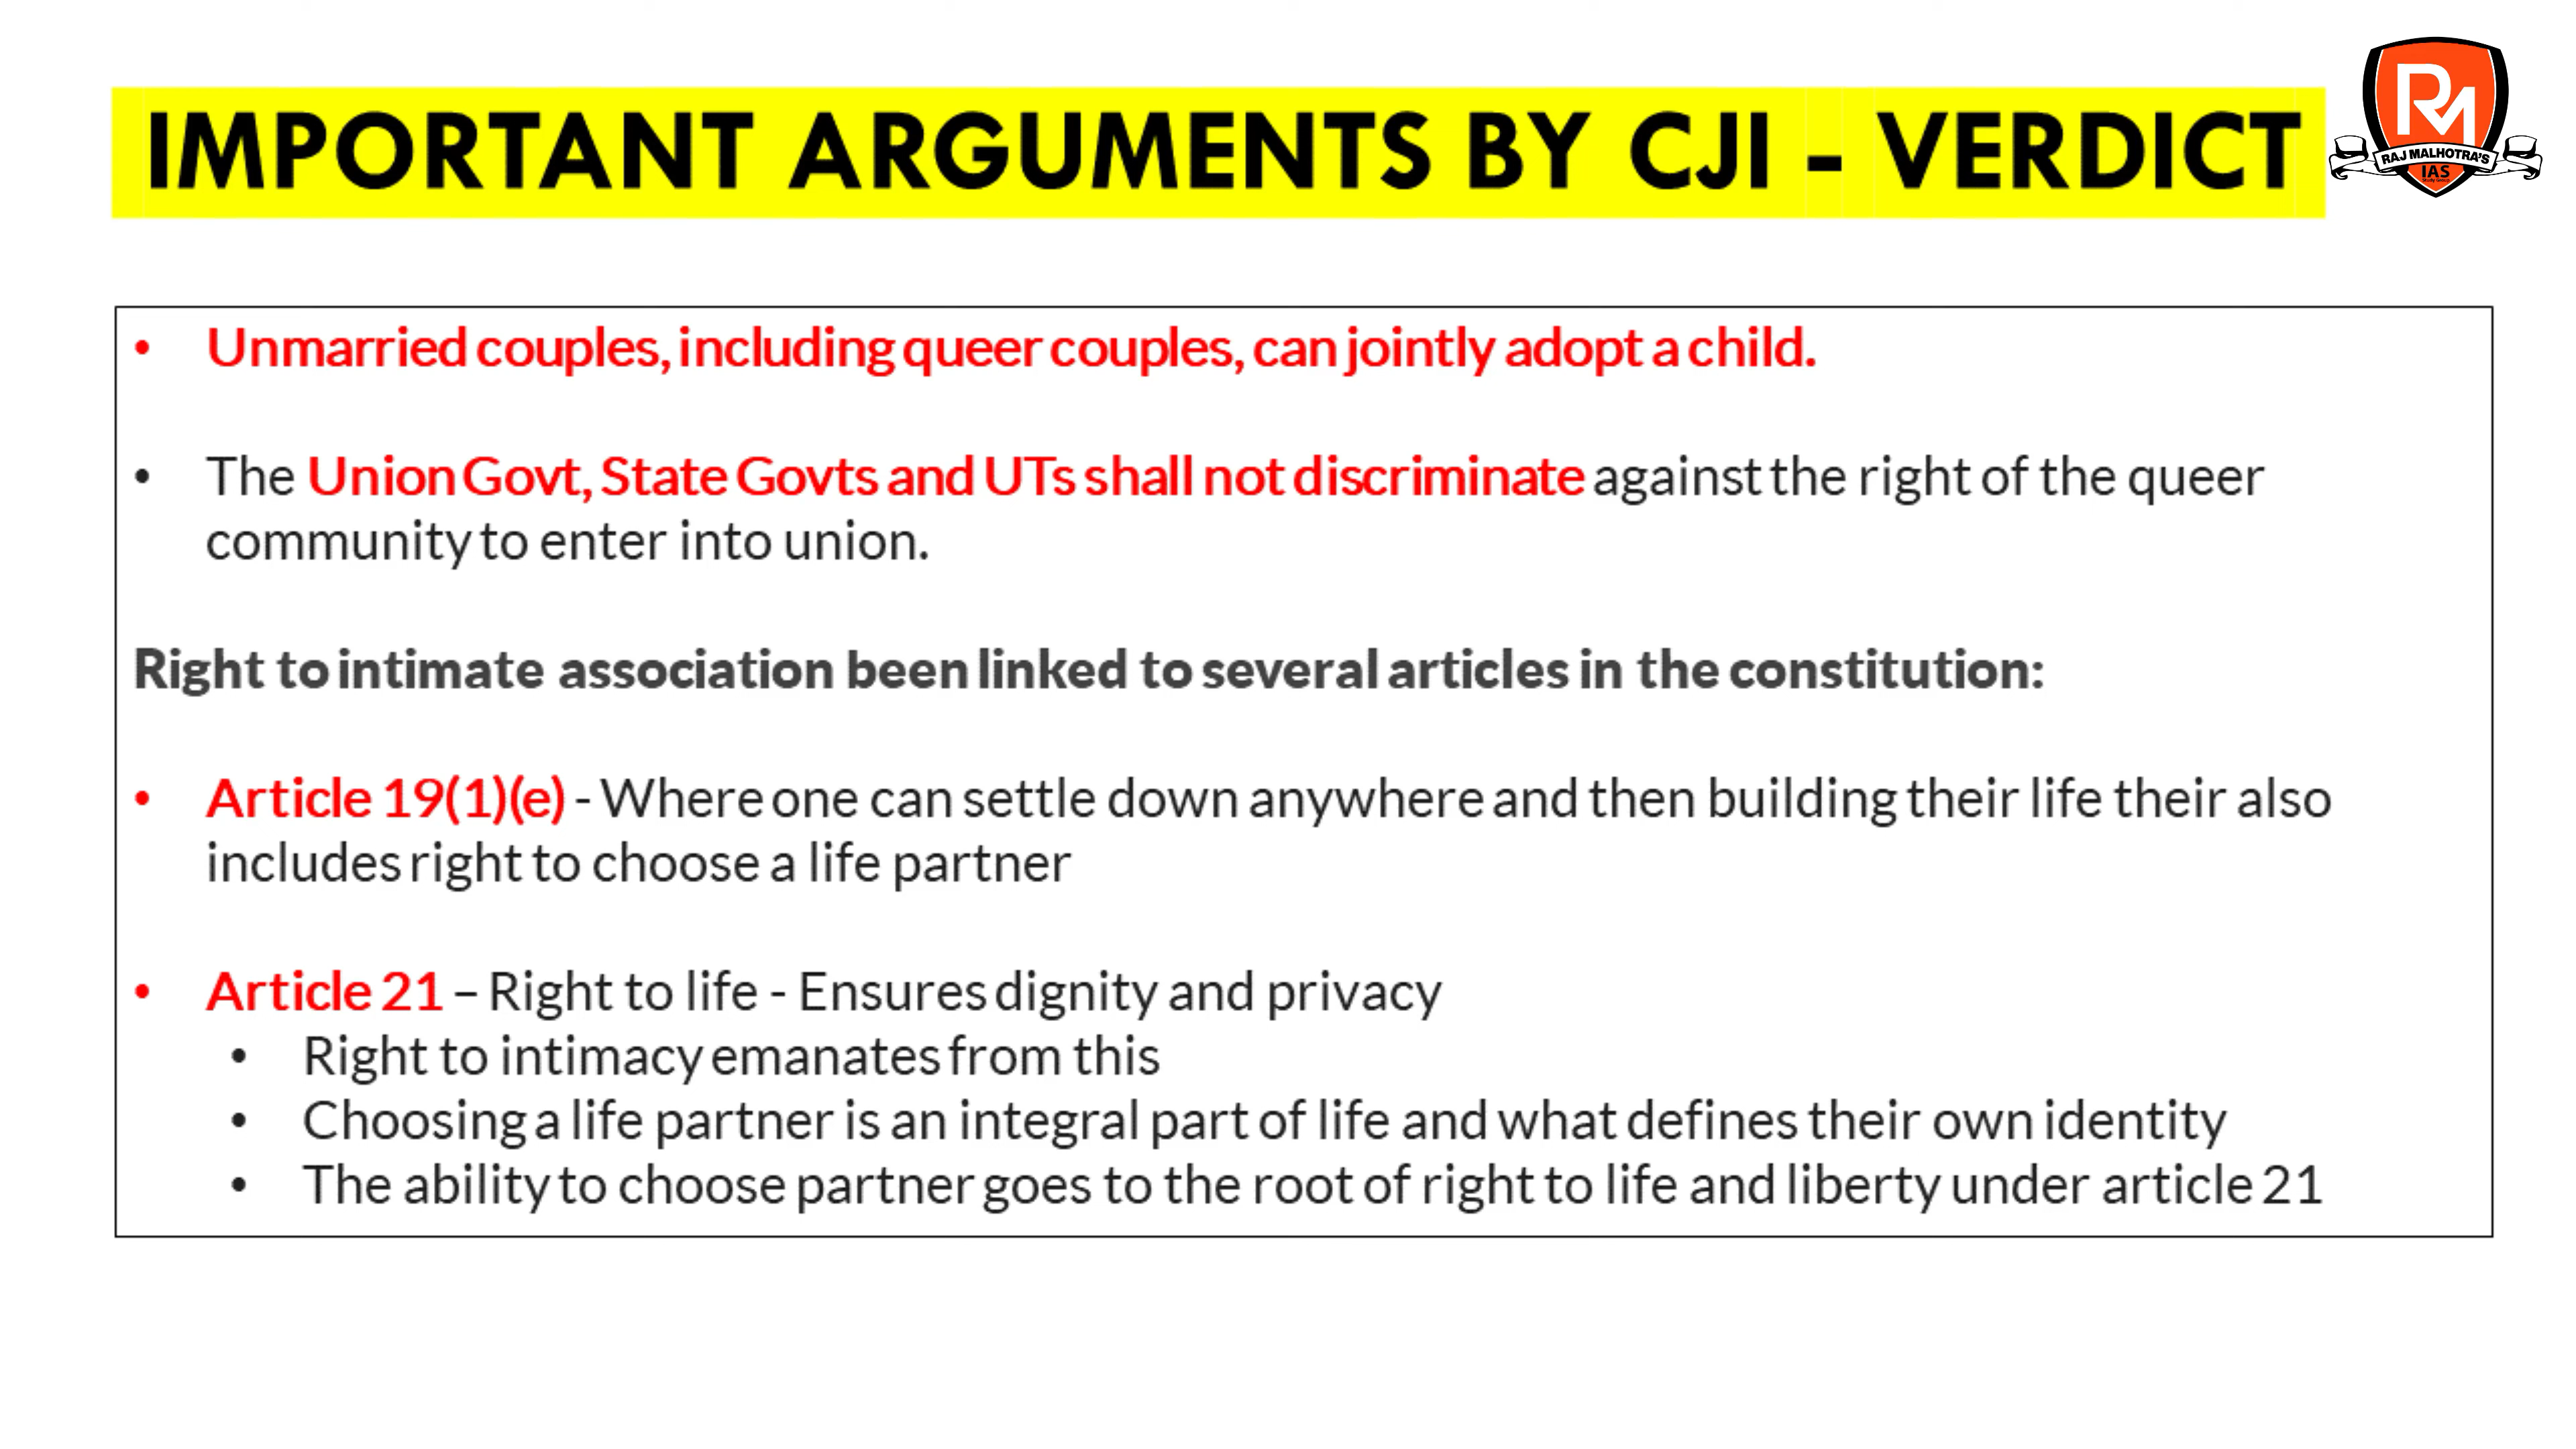 IMPORTANT ARGUMENTS BY CJI – VERDICT
RM
RAJ MALHOTRA'S
IAS
Study Group
• Unmarried couples, including queer couples, can jointly adopt a child.
• The Union Govt, State Govts and UTs shall not discriminate against the right of the queer
community to enter into union.
Right to intimate association been linked to several articles in the constitution:
• Article 19(1)(e) - Where one can settle down anywhere and then building their life their also
includes right to choose a life partner
• Article 21 – Right to life - Ensures dignity and privacy
• Right to intimacy emanates from this
• Choosing a life partner is an integral part of life and what defines their own identity
• The ability to choose partner goes to the root of right to life and liberty under article 21